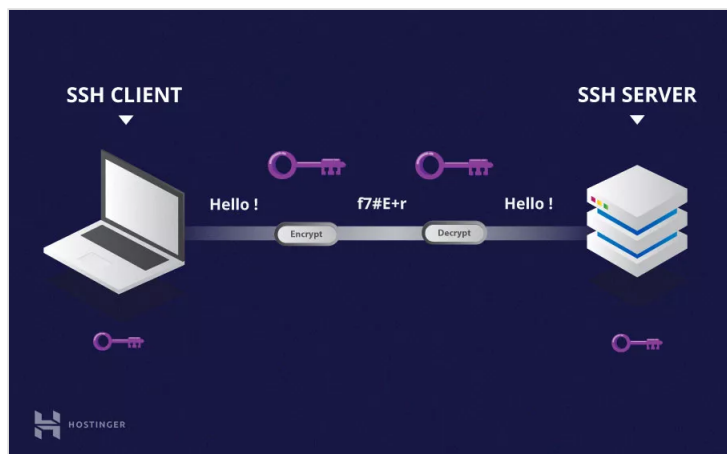 SSH CLIENT
SSH SERVER
Hello !
f7#E+r
Hello !
Encrypt
Decrypt
HOSTINGER